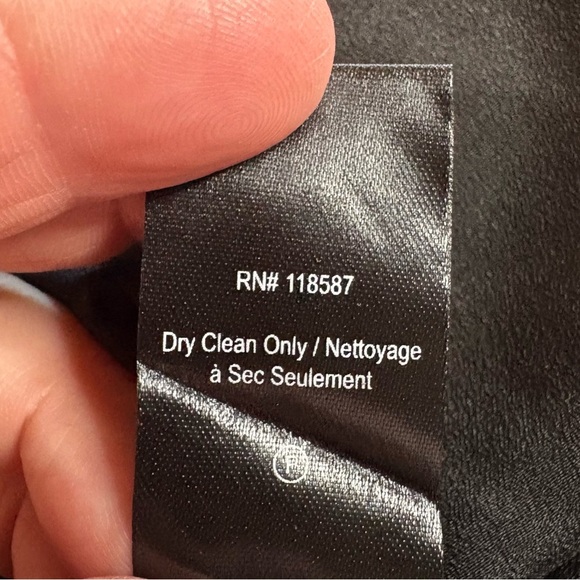 RN# 118587
Dry Clean Only / Nettoyage
à Sec Seulement